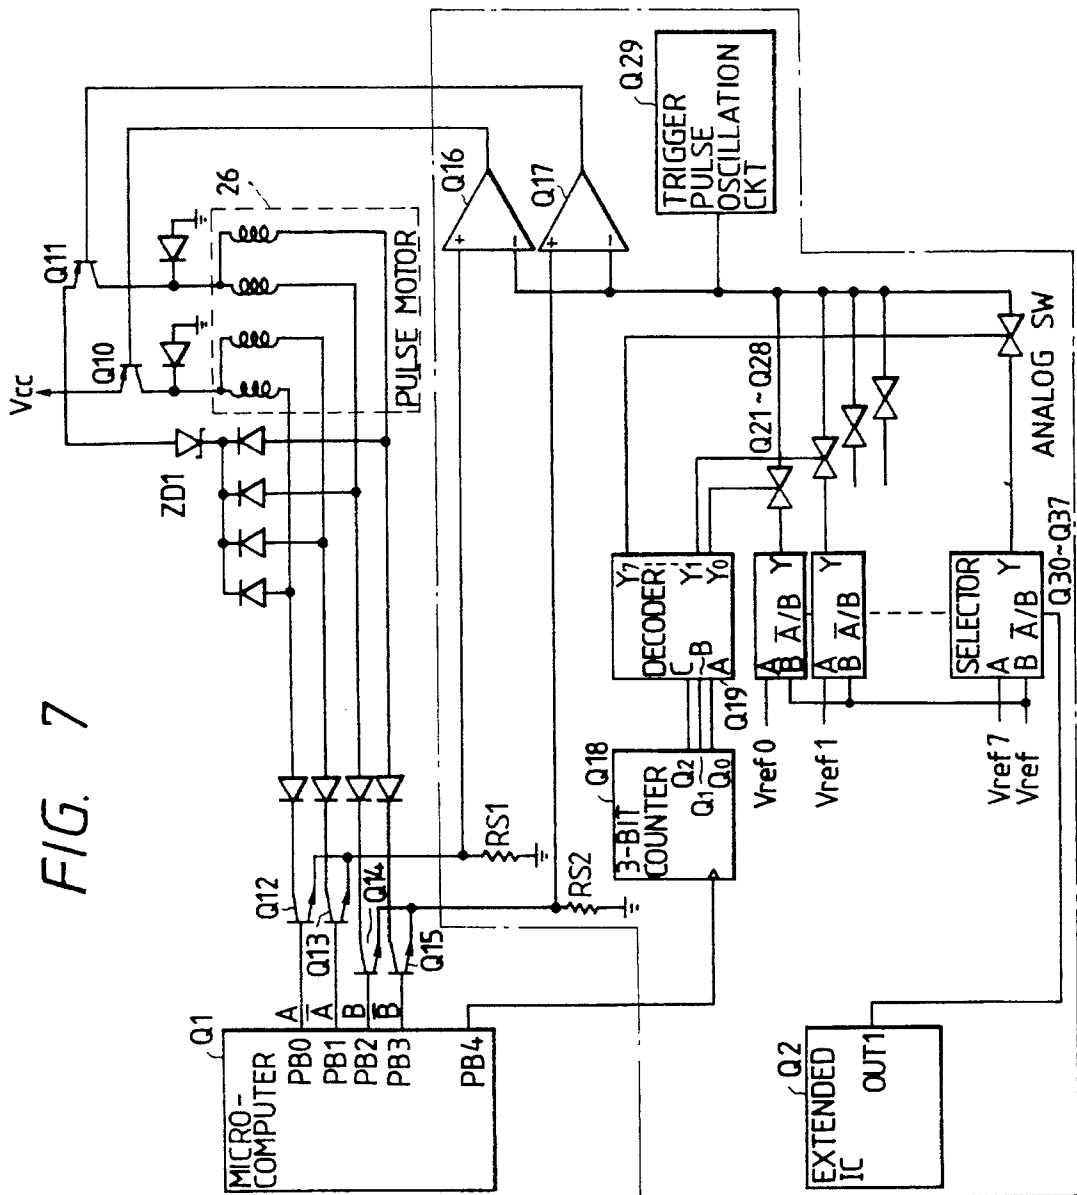 FIG. 7
Vcc
Q11
Q10
ZD1
26
PULSE MOTOR
Q16
+
−
Q17
+
−
Q29
TRIGGER
PULSE
OSCILLATION
CKT
Q12
Q13
Q14
Q15
RS1
RS2
Q1
MICRO-
COMPUTER
PB0
PB1
PB2
PB3
PB4
A
A̅
B
B̅
Q18
3-BIT
COUNTER
Q2
Q1
Q0
Q19
DECODER
C
B
A
Y7
Y1
Y0
Q21~Q28
ANALOG SW
Vref 0
A
B
A̅/B
Y
Vref 1
A
B
A̅/B
Y
Vref 7
Vref
SELECTOR
A
B
A̅/B
Y
Q30~Q37
Q2
EXTENDED
IC
OUT1